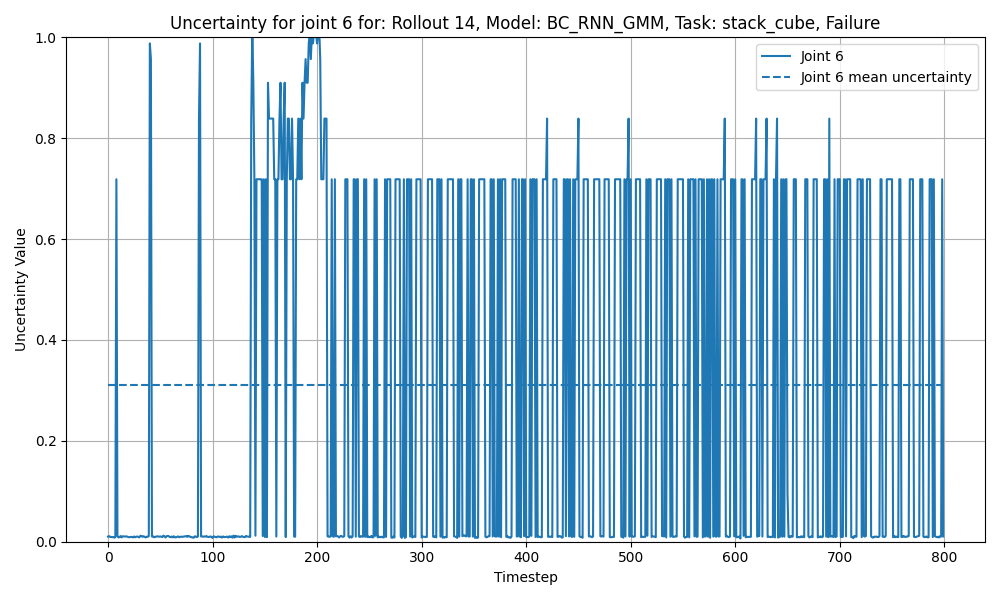 Uncertainty for joint 6 for: Rollout 14, Model: BC_RNN_GMM, Task: stack_cube, Failure
Joint 6
Joint 6 mean uncertainty
Uncertainty Value
1.0
0.8
0.6
0.4
0.2
0.0
0 100 200 300 400 500 600 700 800
Timestep